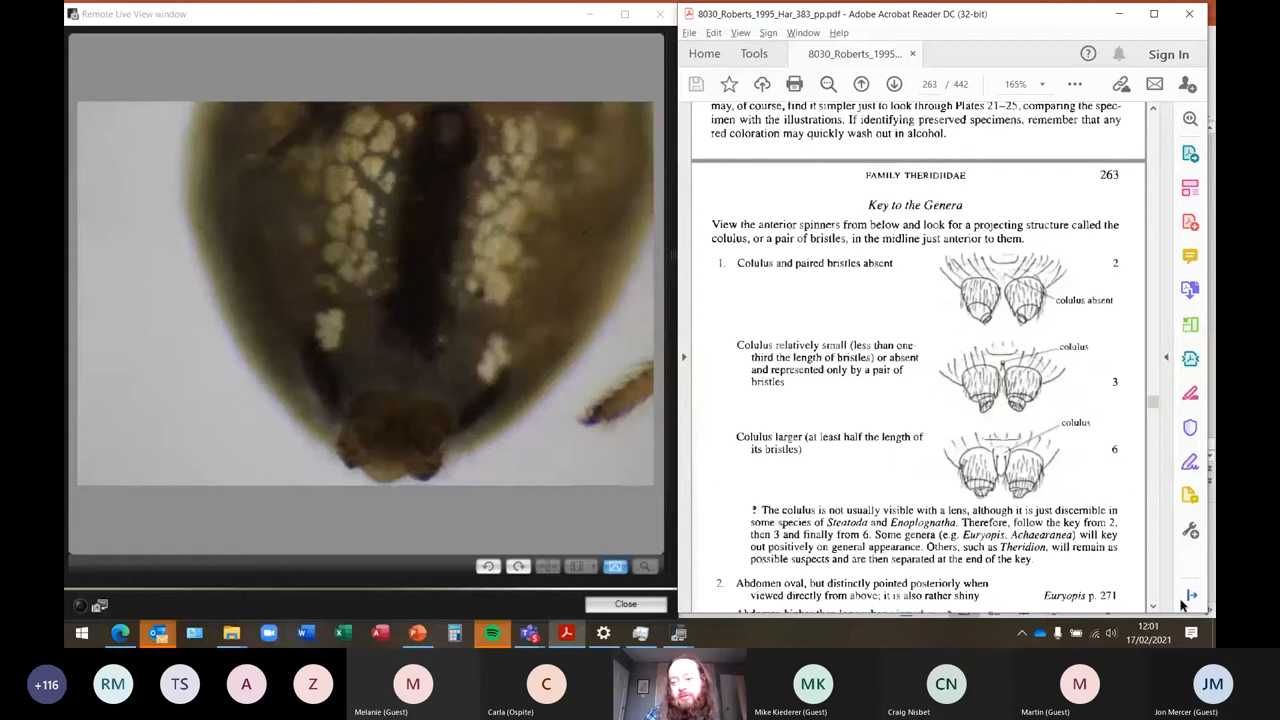 Remote Live View window
Close
8030_Roberts_1995_Har_383_pp.pdf - Adobe Acrobat Reader DC (32-bit)
File Edit View Sign Window Help
Home Tools 8030_Roberts_1995... × Sign In
263 / 442 165%
may, of course, find it simpler just to look through Plates 21–25, comparing the spec-
imen with the illustrations. If identifying preserved specimens, remember that any
red coloration may quickly wash out in alcohol.
FAMILY THERIDIIDAE 263
Key to the Genera
View the anterior spinners from below and look for a projecting structure called the
colulus, or a pair of bristles, in the midline just anterior to them.
1. Colulus and paired bristles absent 2
colulus absent
Colulus relatively small (less than one-
third the length of bristles) or absent
and represented only by a pair of
bristles
colulus
3
Colulus larger (at least half the length of
its bristles)
colulus
6
? The colulus is not usually visible with a lens, although it is just discernible in
some species of Steatoda and Enoplognatha. Therefore, follow the key from 2,
then 3 and finally from 6. Some genera (e.g. Euryopis, Achaearanea) will key
out positively on general appearance. Others, such as Theridion, will remain as
possible suspects and are then separated at the end of the key.
2. Abdomen oval, but distinctly pointed posteriorly when
viewed directly from above; it is also rather shiny Euryopis p. 271
12:01
17/02/2021
+116
RM
TS
A
Z
M
Melanie (Guest)
C
Carla (Ospite)
MK
Mike Kiederer (Guest)
CN
Craig Nisbet
M
Martin (Guest)
JM
Jon Mercer (Guest)